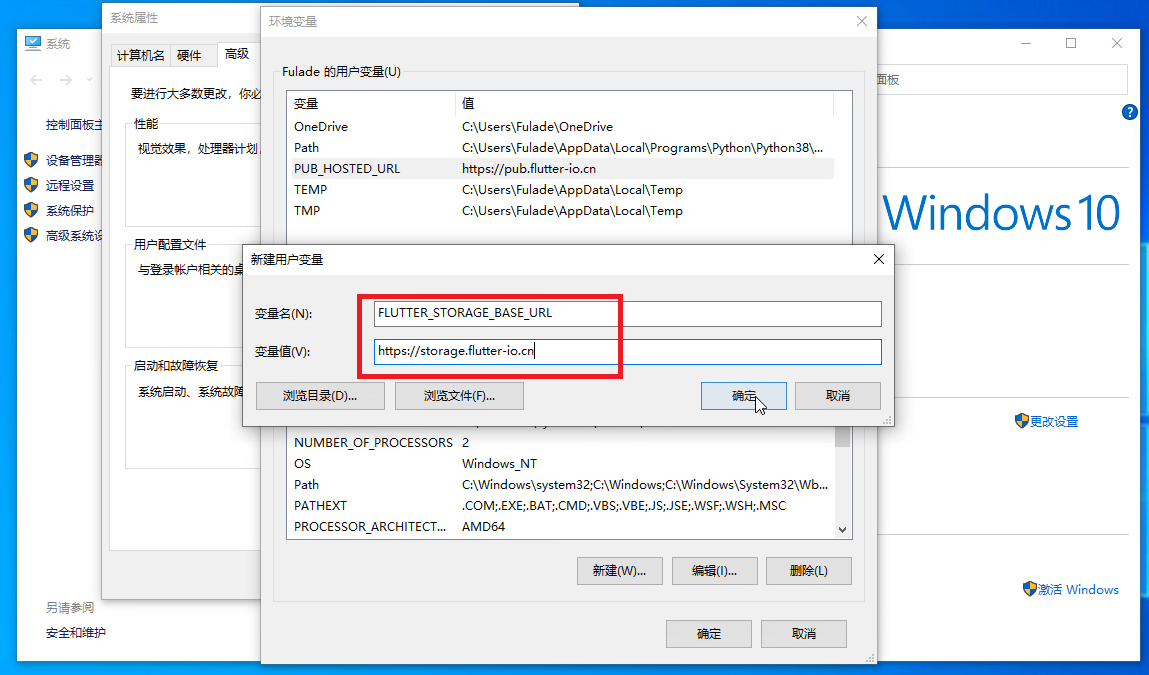 系统属性
环境变量
系统
计算机名 硬件 高级
Fulade 的用户变量(U)
面板
要进行大多数更改，你必
变量 值
控制面板主
性能
OneDrive C:\Users\Fulade\OneDrive
视觉效果，处理器计划，
Path C:\Users\Fulade\AppData\Local\Programs\Python\Python38\...
设备管理器
PUB_HOSTED_URL https://pub.flutter-io.cn
远程设置
TEMP C:\Users\Fulade\AppData\Local\Temp
系统保护
TMP C:\Users\Fulade\AppData\Local\Temp
Windows 10
高级系统设
用户配置文件
新建用户变量
与登录帐户相关的桌
变量名(N): FLUTTER_STORAGE_BASE_URL
变量值(V): https://storage.flutter-io.cn
启动和故障恢复
系统启动、系统故障
浏览目录(D)... 浏览文件(F)... 确定 取消
更改设置
NUMBER_OF_PROCESSORS 2
OS Windows_NT
Path C:\Windows\system32;C:\Windows;C:\Windows\System32\Wb...
PATHEXT .COM;.EXE;.BAT;.CMD;.VBS;.VBE;.JS;.JSE;.WSF;.WSH;.MSC
PROCESSOR_ARCHITECT... AMD64
新建(W)... 编辑(I)... 删除(L)
激活 Windows
另请参阅
安全和维护
确定 取消